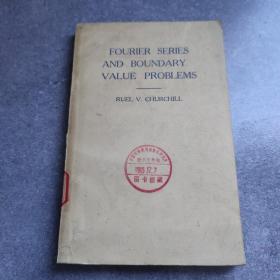 FOURIER SERIES
AND BOUNDARY
VALUE PROBLEMS
RUEL V. CHURCHILL